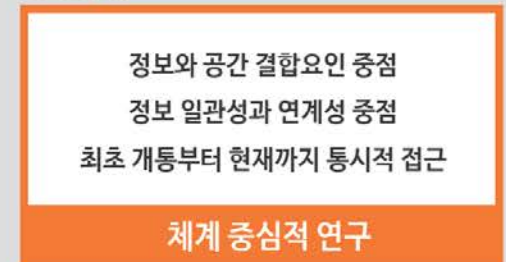 정보와 공간 결합요인 중점
정보 일관성과 연계성 중점
최초 개통부터 현재까지 통시적 접근
체계 중심적 연구